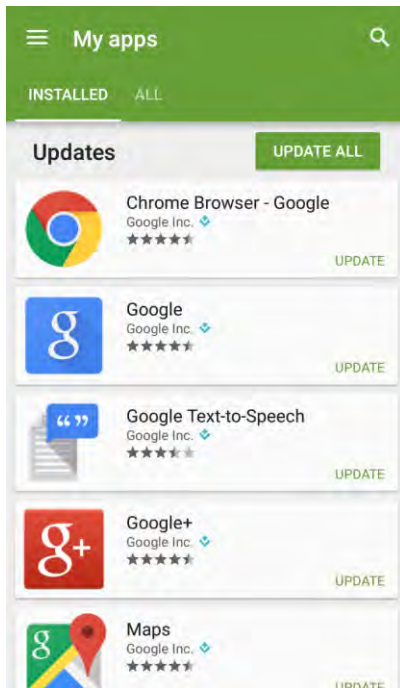 My apps
INSTALLED ALL
Updates UPDATE ALL
Chrome Browser - Google
Google Inc.
UPDATE
g
Google
Google Inc.
UPDATE
“ ”
Google Text-to-Speech
Google Inc.
UPDATE
g+
Google+
Google Inc.
UPDATE
g
Maps
Google Inc.
UPDATE